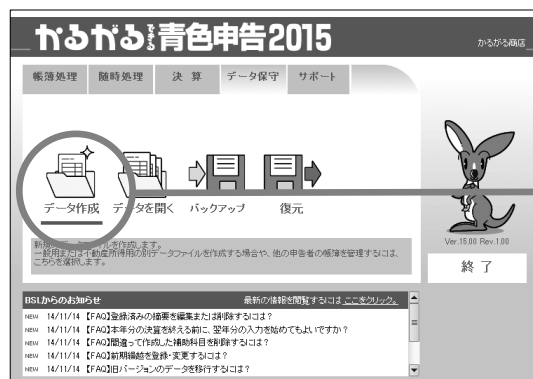 かるがるできる青色申告2015
かるがる商店
帳簿処理 随時処理 決 算 データ保守 サポート
データ作成 データを開く バックアップ 復元
新規 データファイルを作成します。
一般用または不動産所得用の別データファイルを作成する場合や、他の申告者の帳簿を管理するには、
こちらを選択します。
Ver.15.00 Rev.1.00
終 了
BSLからのお知らせ 最新の情報を閲覧するには ここをクリック。
NEW 14/11/14 【FAQ】登録済みの摘要を編集または削除するには？
NEW 14/11/14 【FAQ】本年分の決算を終える前に、翌年分の入力を始めてもよいですか？
NEW 14/11/14 【FAQ】間違って作成した補助科目を削除するには？
NEW 14/11/14 【FAQ】前期繰越を登録・変更するには？
NEW 14/11/14 【FAQ】旧バージョンのデータを移行するには？